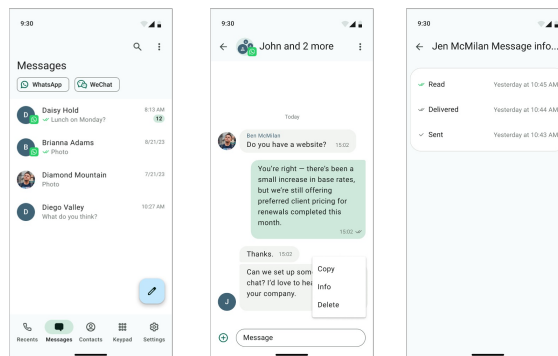 9:30
Messages
WhatsApp
WeChat
D
Daisy Hold
8:13 AM
Lunch on Monday?
12
B
Brianna Adams
8/21/23
Photo
Diamond Mountain
7/21/23
Photo
D
Diego Valley
10:27 AM
What do you think?
Recents
Messages
Contacts
Keypad
Settings
9:30
John and 2 more
Today
Ben McMilan
Do you have a website? 15:02
You're right — there's been a
small increase in base rates,
but we're still offering
preferred client pricing for
renewals completed this
month.
15:02
Thanks. 15:02
Can we set up som
chat? I'd love to hea
your company.
J
Copy
Info
Delete
Message
9:30
Jen McMilan Message info...
Read
Yesterday at 10:45 AM
Delivered
Yesterday at 10:44 AM
Sent
Yesterday at 10:43 AM